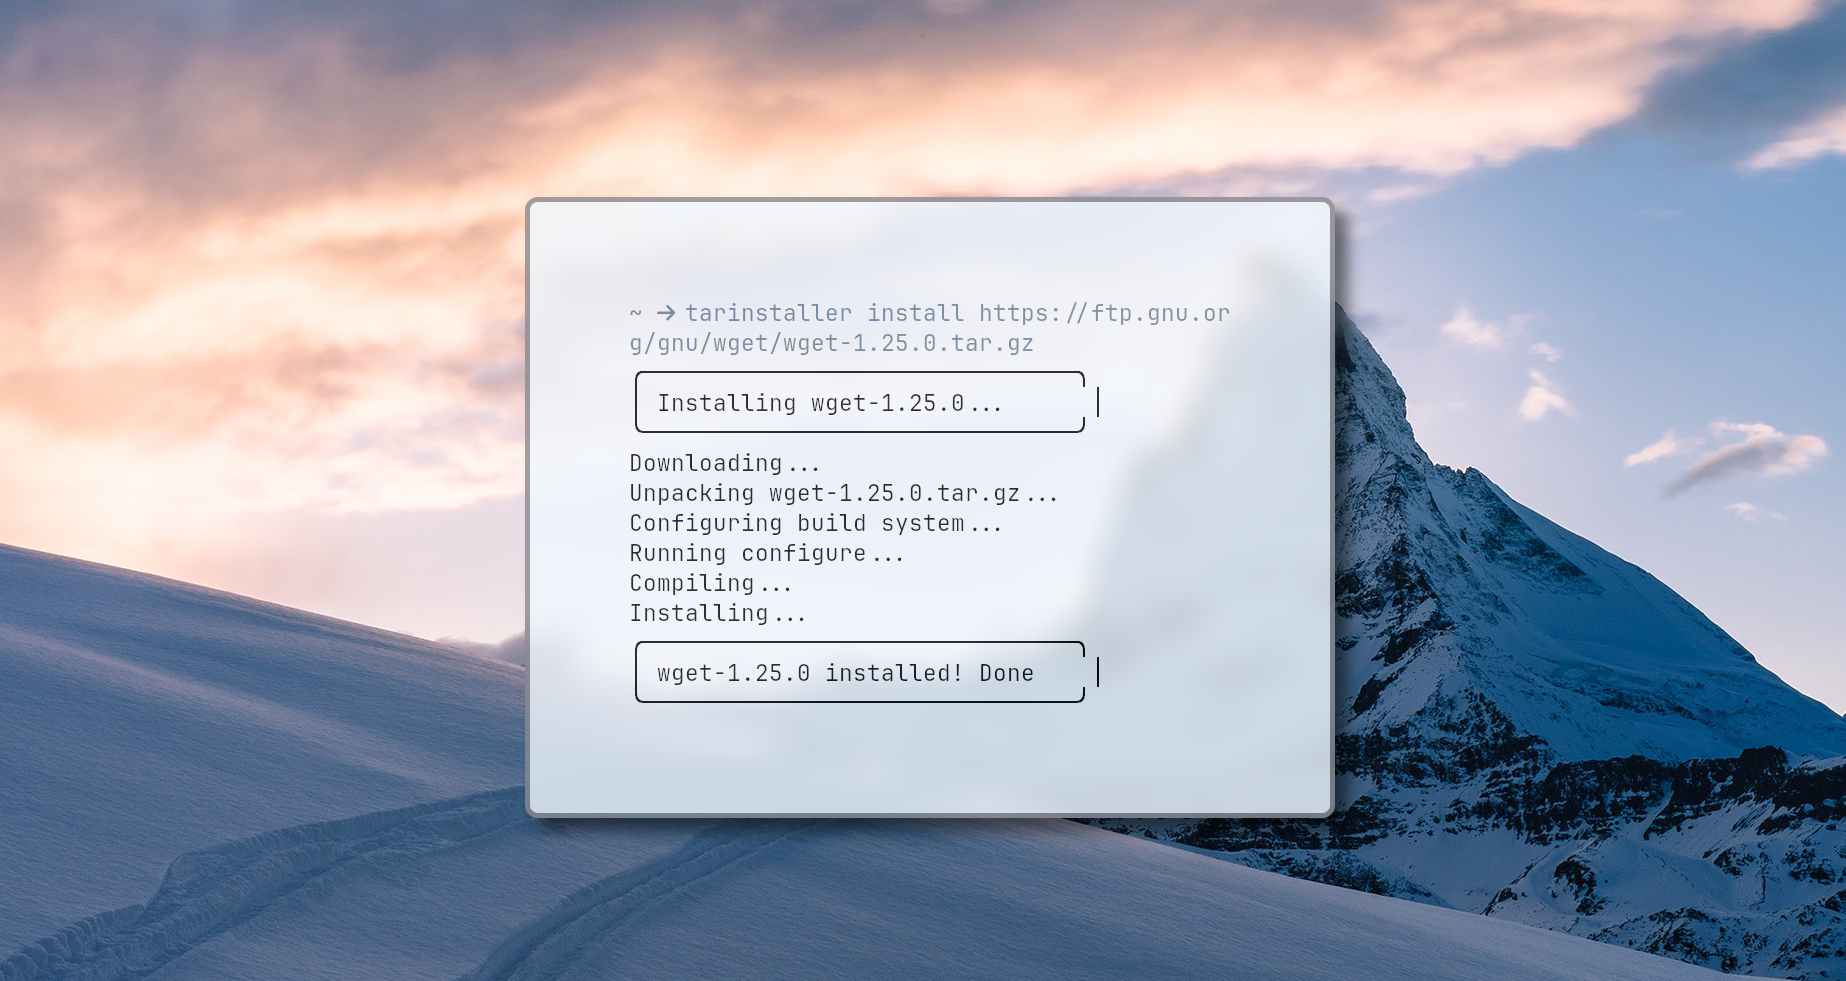 ~ → tarinstaller install https://ftp.gnu.or
g/gnu/wget/wget-1.25.0.tar.gz
Installing wget-1.25.0...
Downloading...
Unpacking wget-1.25.0.tar.gz...
Configuring build system...
Running configure...
Compiling...
Installing...
wget-1.25.0 installed! Done